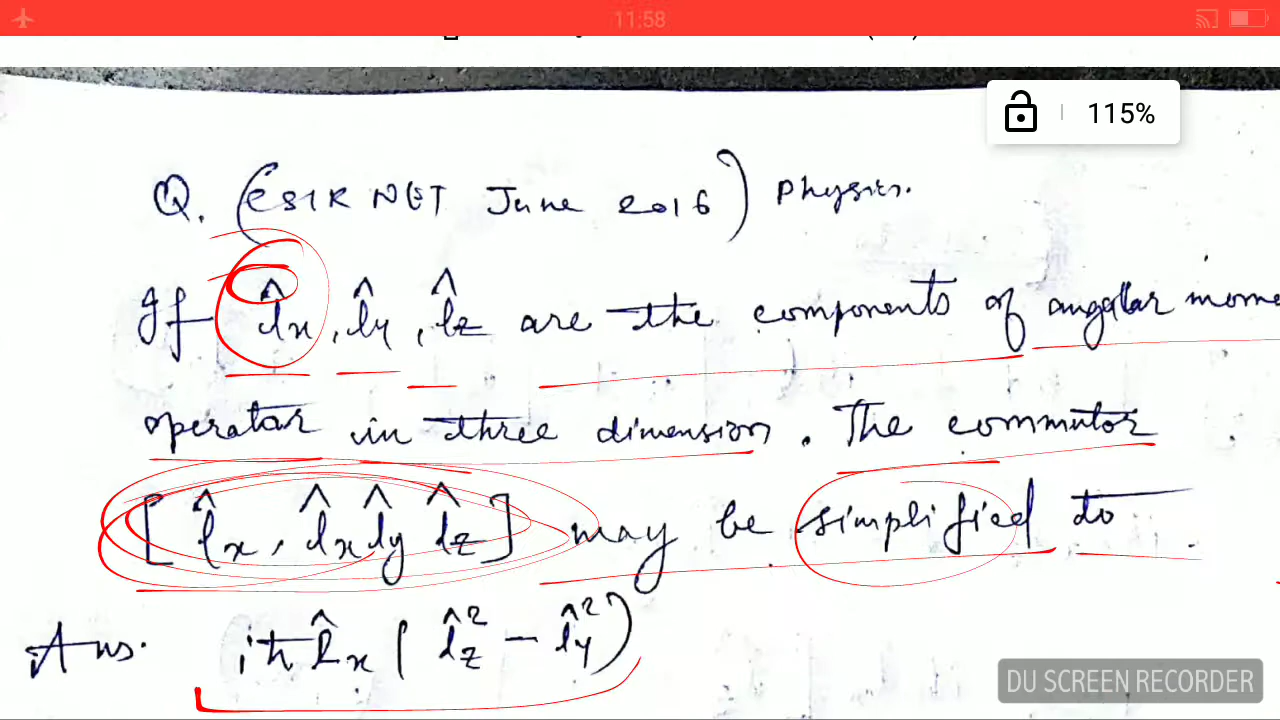 11:58
115%
Q. (CSIR NET June 2016) Physics.
If l̂x, l̂y, l̂z are the components of angular mome
operator in three dimension. The commutor
[l̂x, l̂x l̂y l̂z] may be simplified to.
Ans. iħ l̂x (l̂z² − l̂y²)
DU SCREEN RECORDER